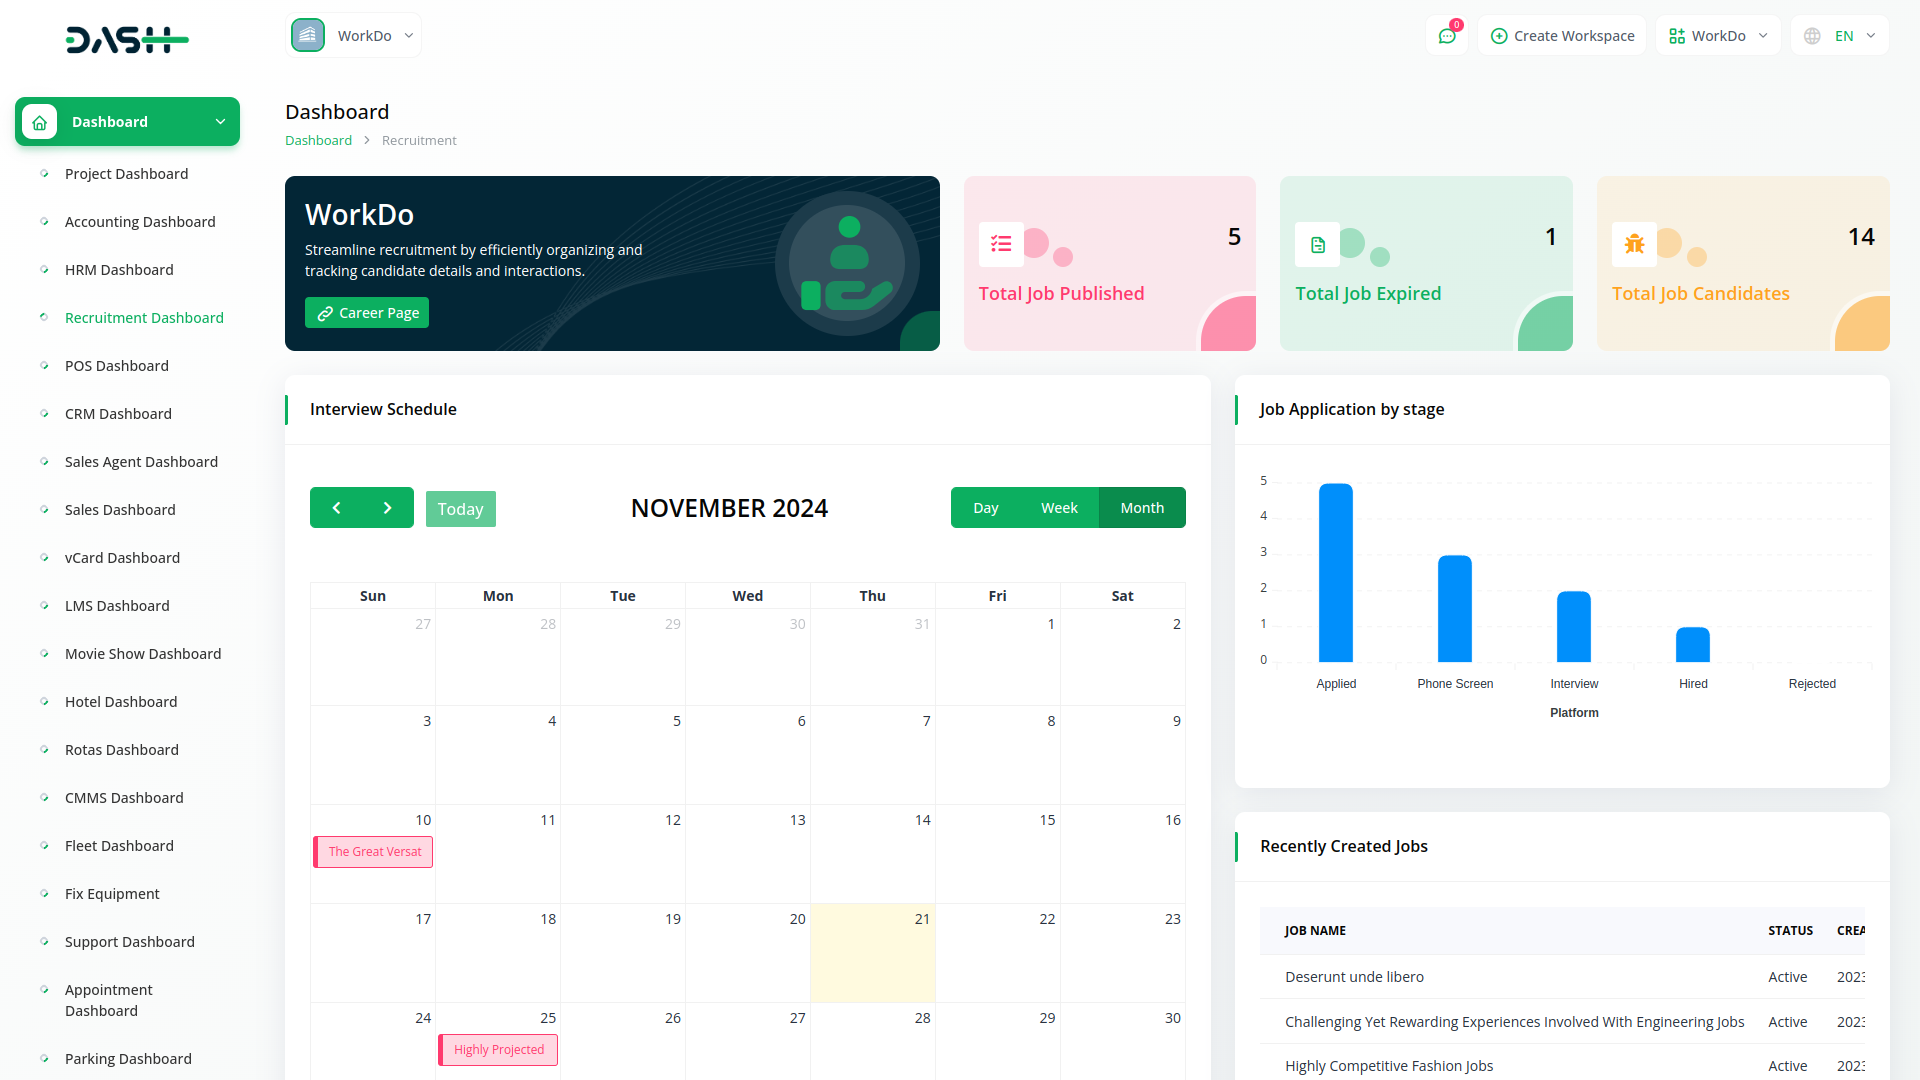 DASH
WorkDo
0
Create Workspace
WorkDo
EN
Dashboard
Project Dashboard
Accounting Dashboard
HRM Dashboard
Recruitment Dashboard
POS Dashboard
CRM Dashboard
Sales Agent Dashboard
Sales Dashboard
vCard Dashboard
LMS Dashboard
Movie Show Dashboard
Hotel Dashboard
Rotas Dashboard
CMMS Dashboard
Fleet Dashboard
Fix Equipment
Support Dashboard
Appointment
Dashboard
Parking Dashboard
Dashboard
Dashboard > Recruitment
WorkDo
Streamline recruitment by efficiently organizing and
tracking candidate details and interactions.
Career Page
5
Total Job Published
1
Total Job Expired
14
Total Job Candidates
Interview Schedule
Today
NOVEMBER 2024
Day Week Month
Sun Mon Tue Wed Thu Fri Sat
27 28 29 30 31 1 2
3 4 5 6 7 8 9
10 11 12 13 14 15 16
The Great Versat
17 18 19 20 21 22 23
24 25 26 27 28 29 30
Highly Projected
Job Application by stage
5
4
3
2
1
0
Applied Phone Screen Interview Hired Rejected
Platform
Recently Created Jobs
JOB NAME STATUS CREA
Deserunt unde libero Active 2023
Challenging Yet Rewarding Experiences Involved With Engineering Jobs Active 2023
Highly Competitive Fashion Jobs Active 2023